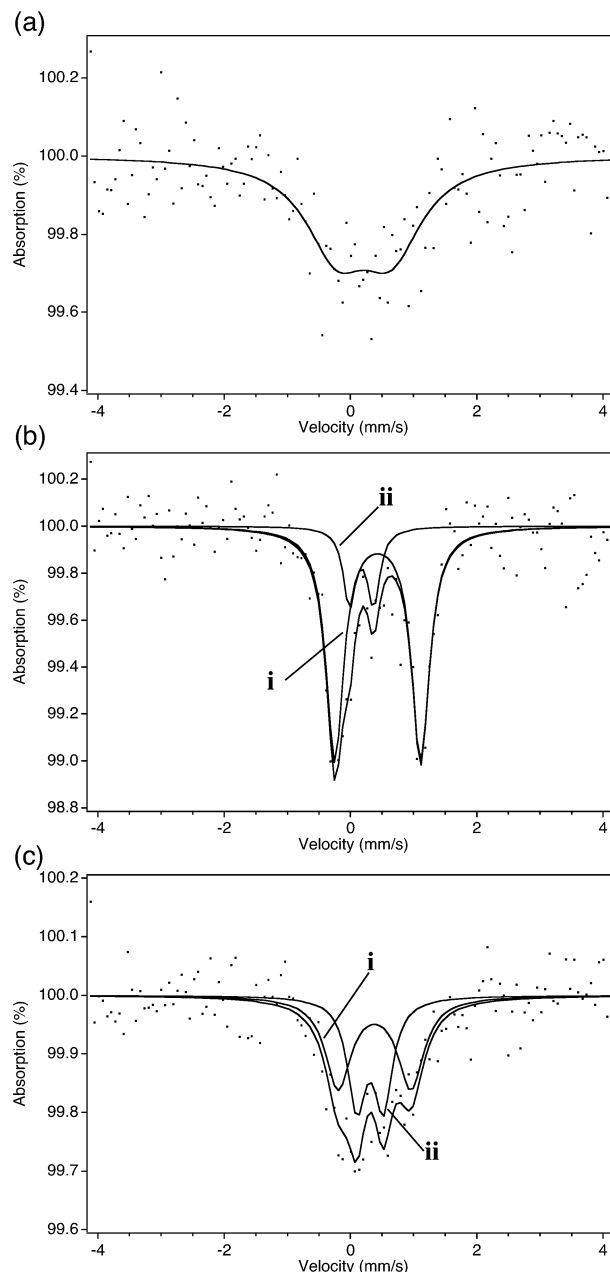 (a)
100.2
100.0
99.8
99.6
99.4
Absorption (%)
-4 -2 0 2 4
Velocity (mm/s)
(b)
100.2
100.0
99.8
99.6
99.4
99.2
99.0
98.8
Absorption (%)
ii
i
-4 -2 0 2 4
Velocity (mm/s)
(c)
100.2
100.1
100.0
99.9
99.8
99.7
99.6
Absorption (%)
i
ii
-4 -2 0 2 4
Velocity (mm/s)